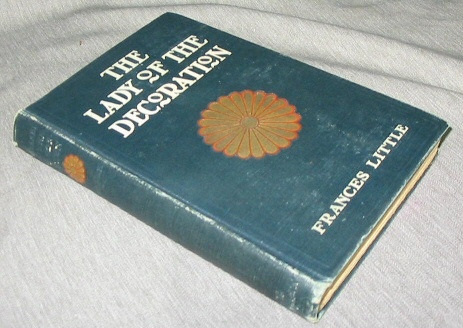 THE
LADY OF THE
DECORATION
FRANCES LITTLE